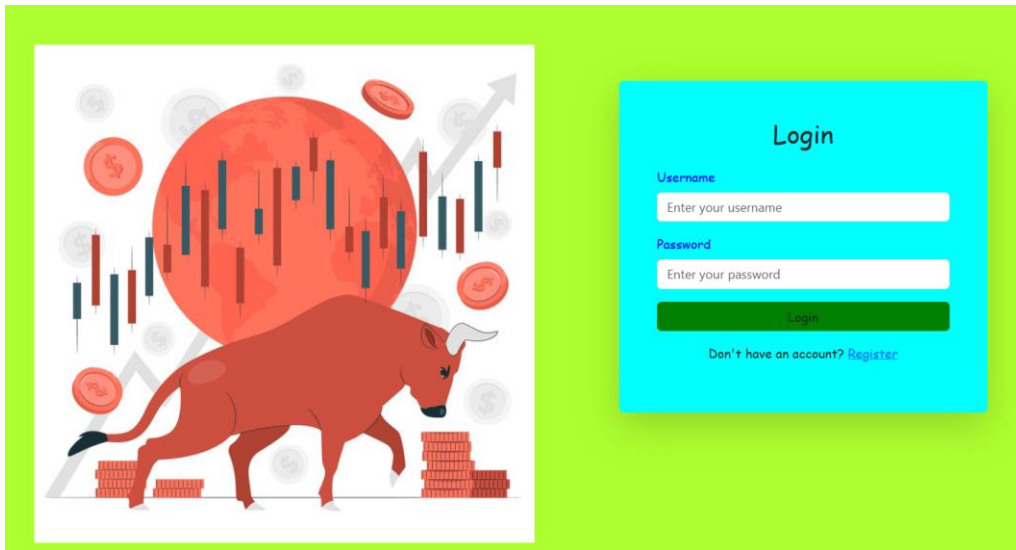 Login
Username
Enter your username
Password
Enter your password
Login
Don't have an account? Register